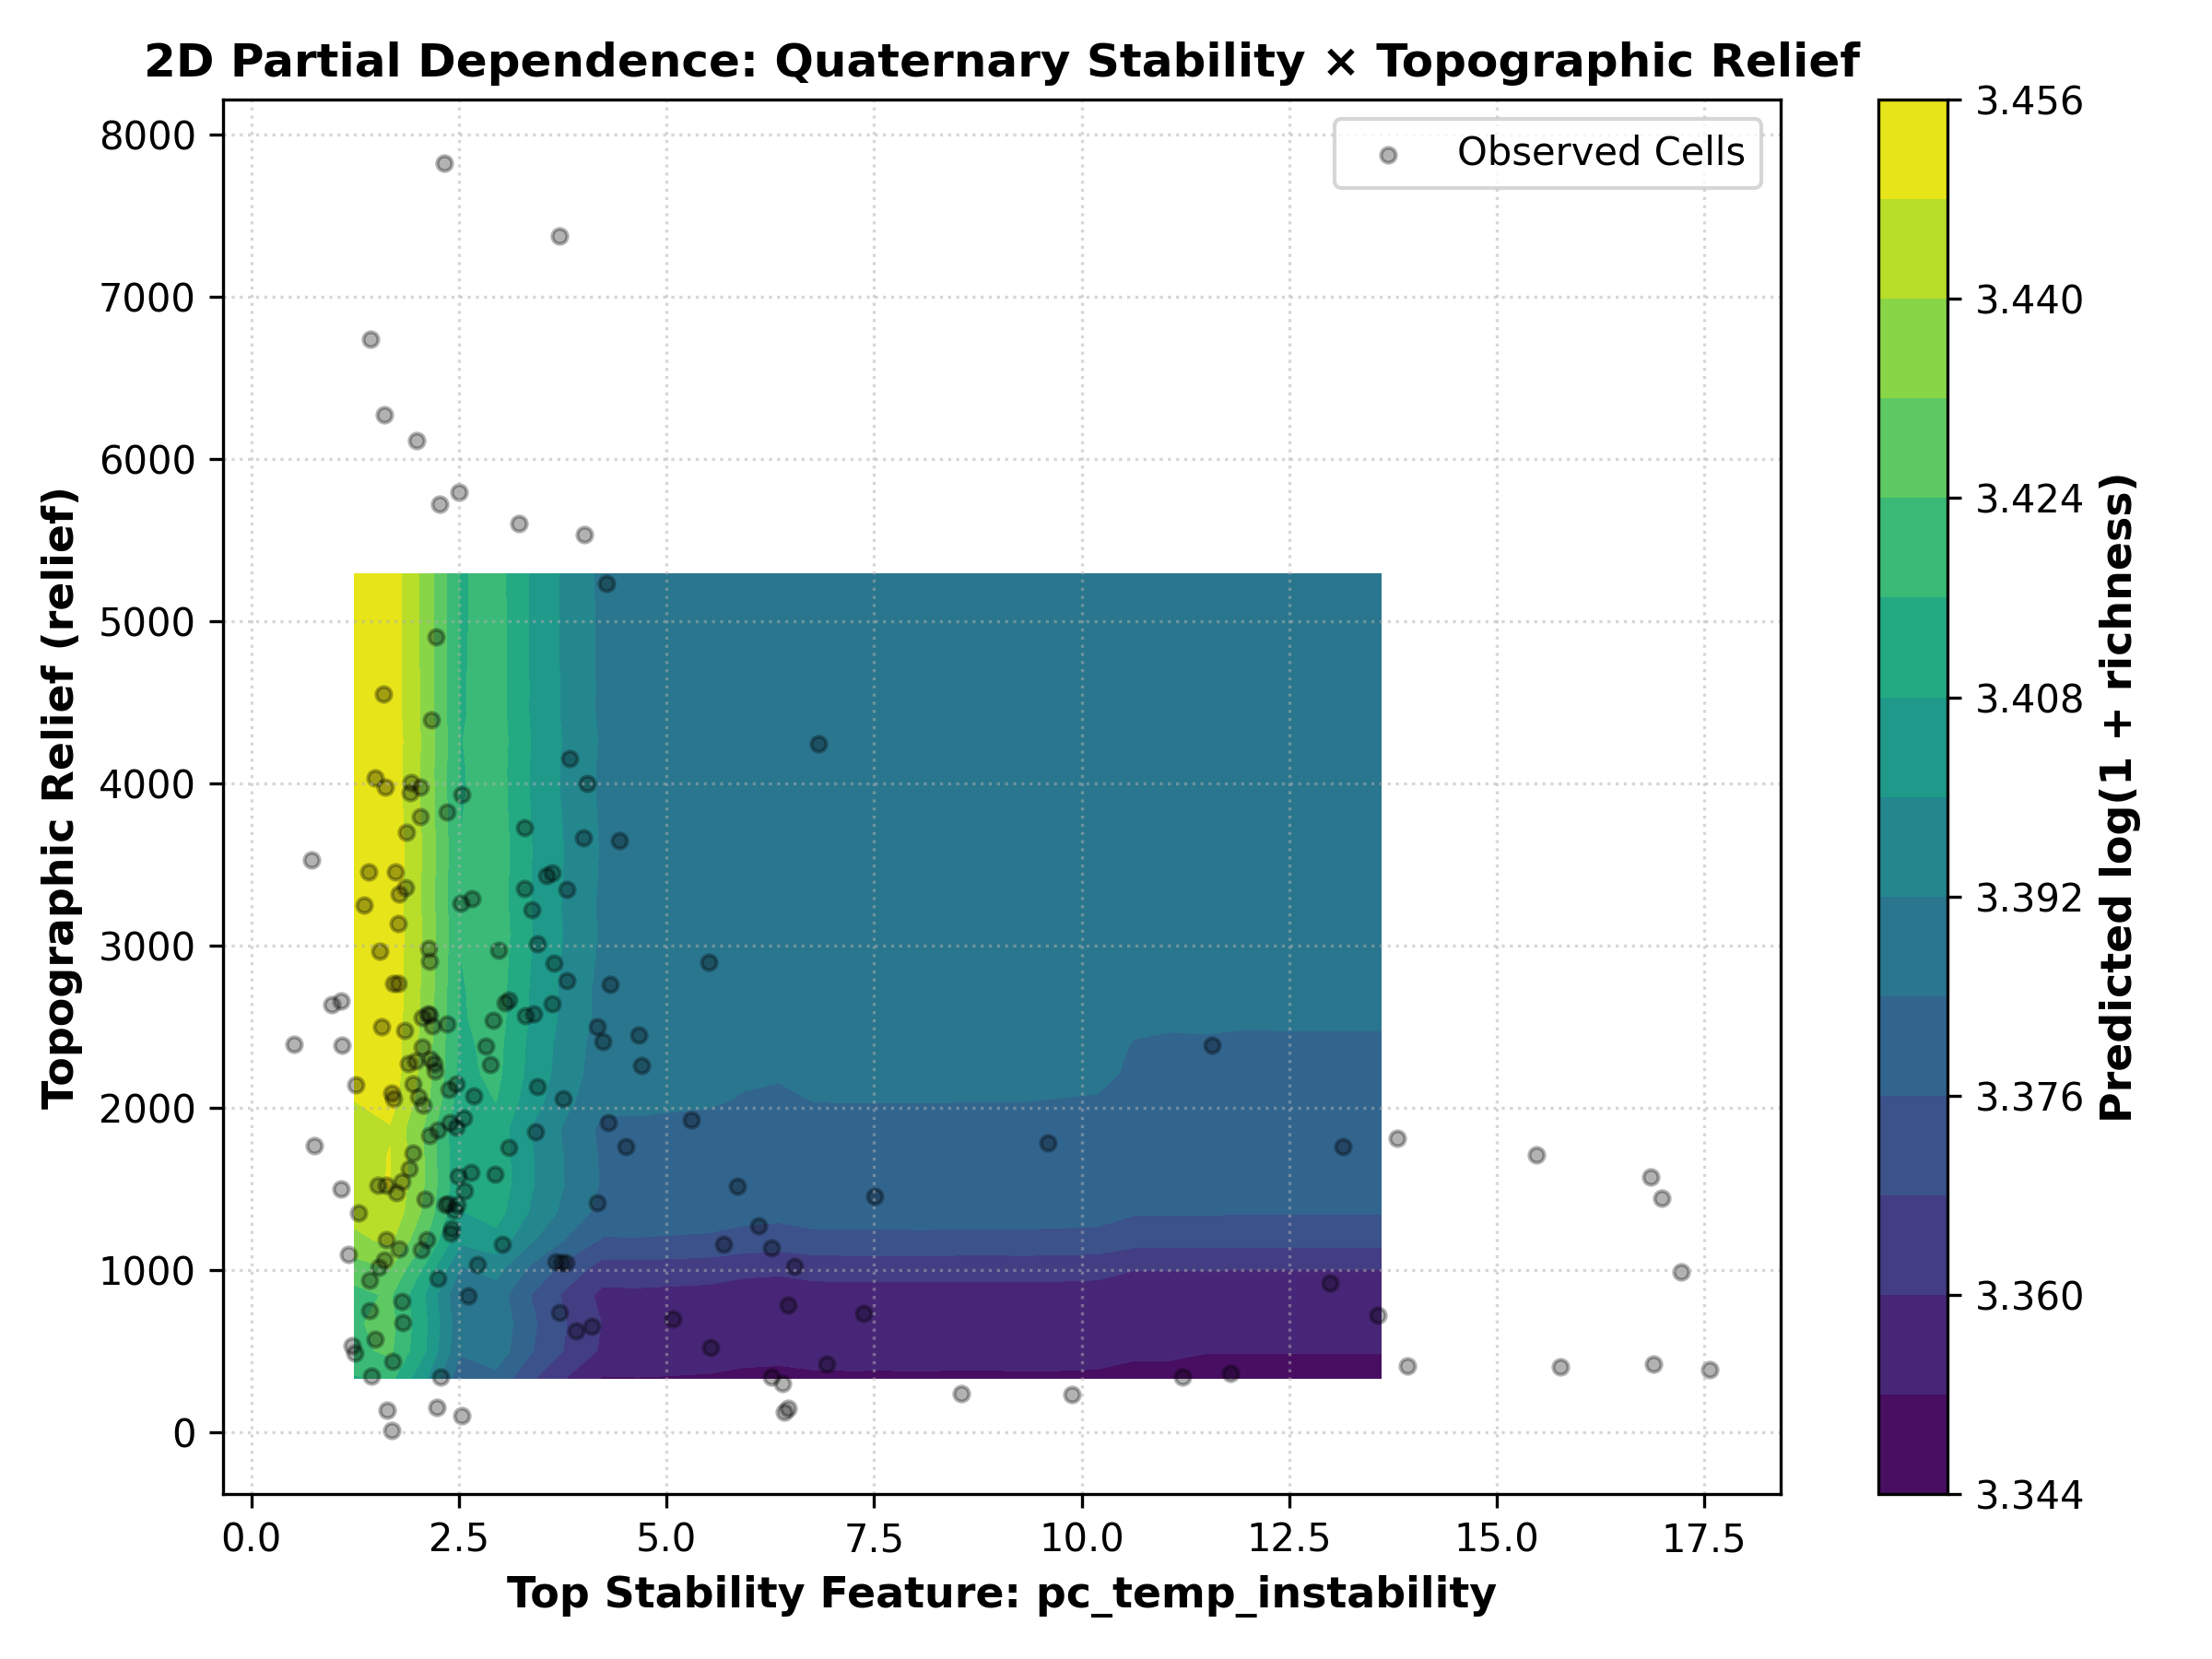 2D Partial Dependence: Quaternary Stability × Topographic Relief
Observed Cells
Topographic Relief (relief)
8000
7000
6000
5000
4000
3000
2000
1000
0
0.0 2.5 5.0 7.5 10.0 12.5 15.0 17.5
Top Stability Feature: pc_temp_instability
3.456
3.440
3.424
3.408
3.392
3.376
3.360
3.344
Predicted log(1 + richness)